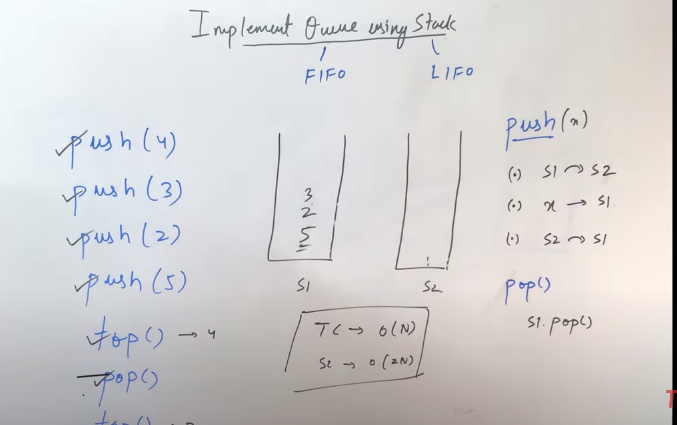 Implement Queue using Stack
FIFO
LIFO
push (4)
push (3)
push (2)
push (5)
top() → 4
pop()
3
2
5
S1
S2
TC → O(N)
SC → O(2N)
push(x)
(·) S1 ↷ S2
(·) x → S1
(·) S2 ↷ S1
pop()
S1.pop()